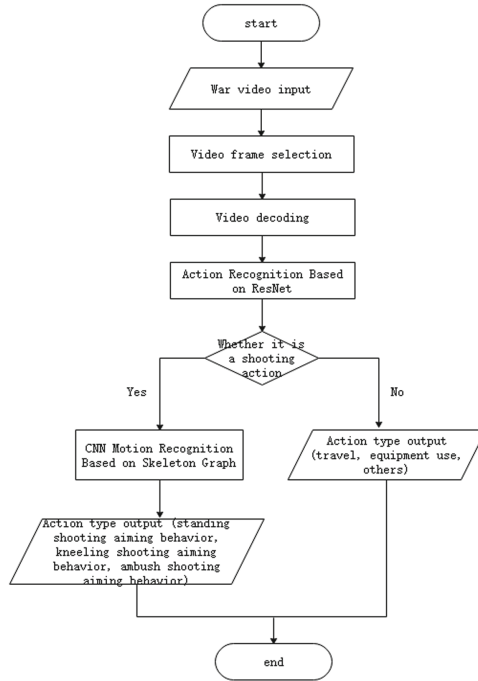 start
War video input
Video frame selection
Video decoding
Action Recognition Based
on ResNet
Whether it is
a shooting
action
Yes
No
CNN Motion Recognition
Based on Skeleton Graph
Action type output
(travel, equipment use,
others)
Action type output (standing
shooting aiming behavior,
kneeling shooting aiming
behavior, ambush shooting
aiming behavior)
end